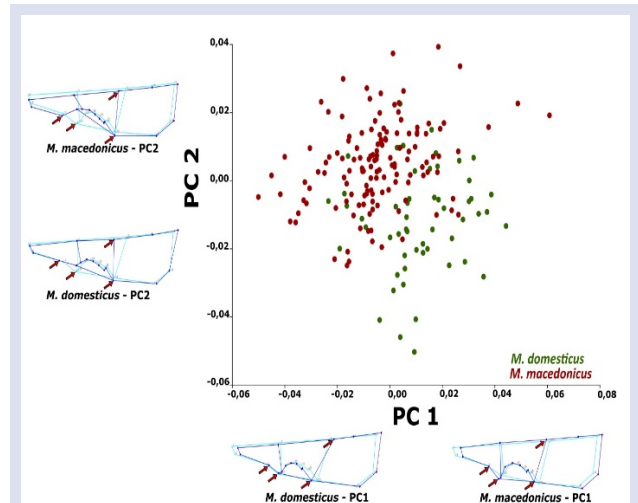 0,04
0,02
0,00
-0,02
-0,04
-0,06
PC 2
M. macedonicus - PC2
M. domesticus - PC2
M. domesticus
M. macedonicus
-0,06 -0,04 -0,02 0,00 0,02 0,04 0,06 0,08
PC 1
M. domesticus - PC1
M. macedonicus - PC1